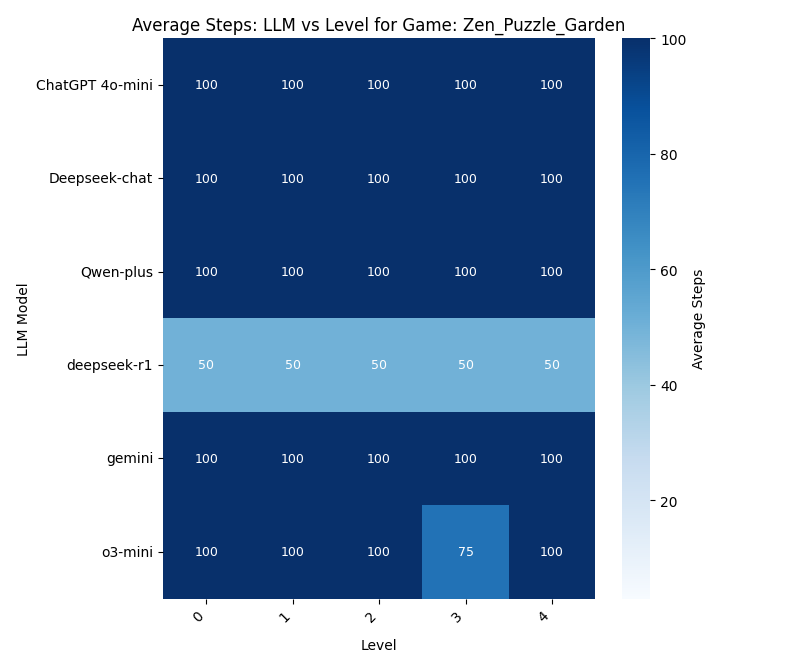 Average Steps: LLM vs Level for Game: Zen_Puzzle_Garden
LLM Model
ChatGPT 4o-mini 100 100 100 100 100
Deepseek-chat 100 100 100 100 100
Qwen-plus 100 100 100 100 100
deepseek-r1 50 50 50 50 50
gemini 100 100 100 100 100
o3-mini 100 100 100 75 100
0 1 2 3 4
Level
100
80
60
40
20
Average Steps